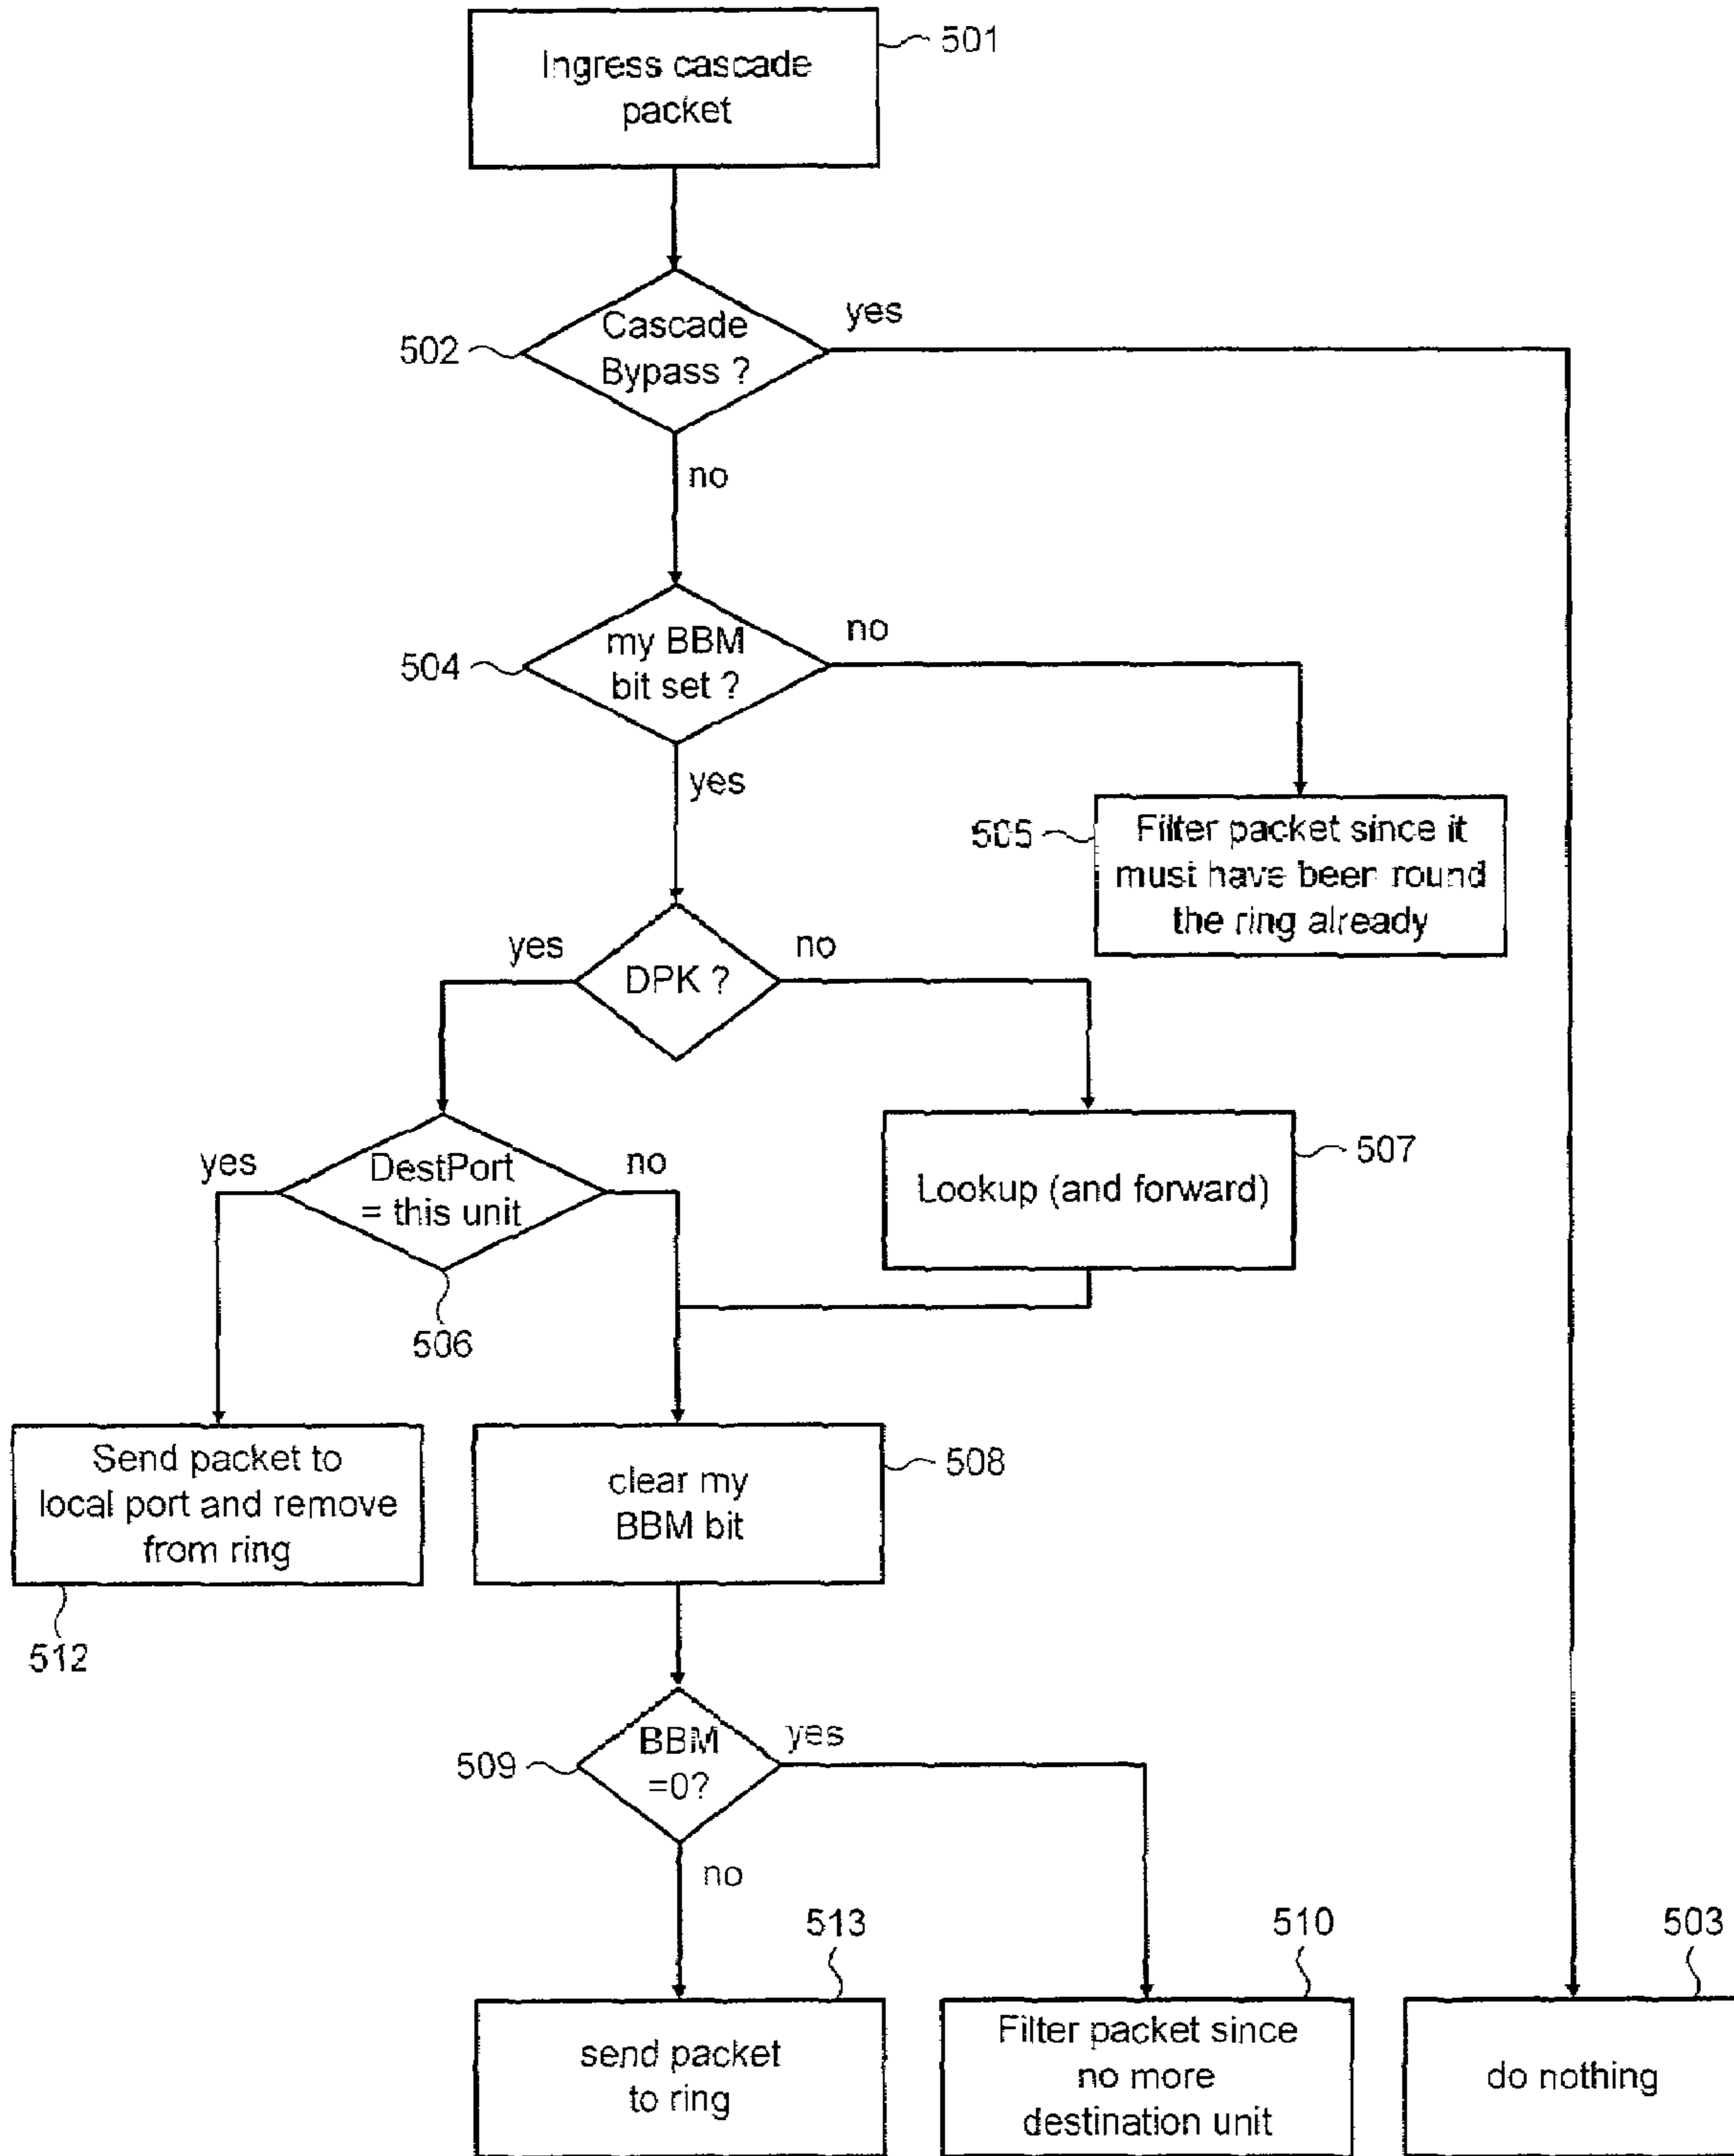 Ingress cascade
packet
501
Cascade
Bypass ?
502
yes
no
my BBM
bit set ?
504
no
yes
505
Filter packet since it
must have been round
the ring already
DPK ?
yes
no
DestPort
= this unit
yes
no
506
Lookup (and forward)
507
Send packet to
local port and remove
from ring
512
clear my
BBM bit
508
BBM
=0?
509
yes
no
513
510
503
send packet
to ring
Filter packet since
no more
destination unit
do nothing